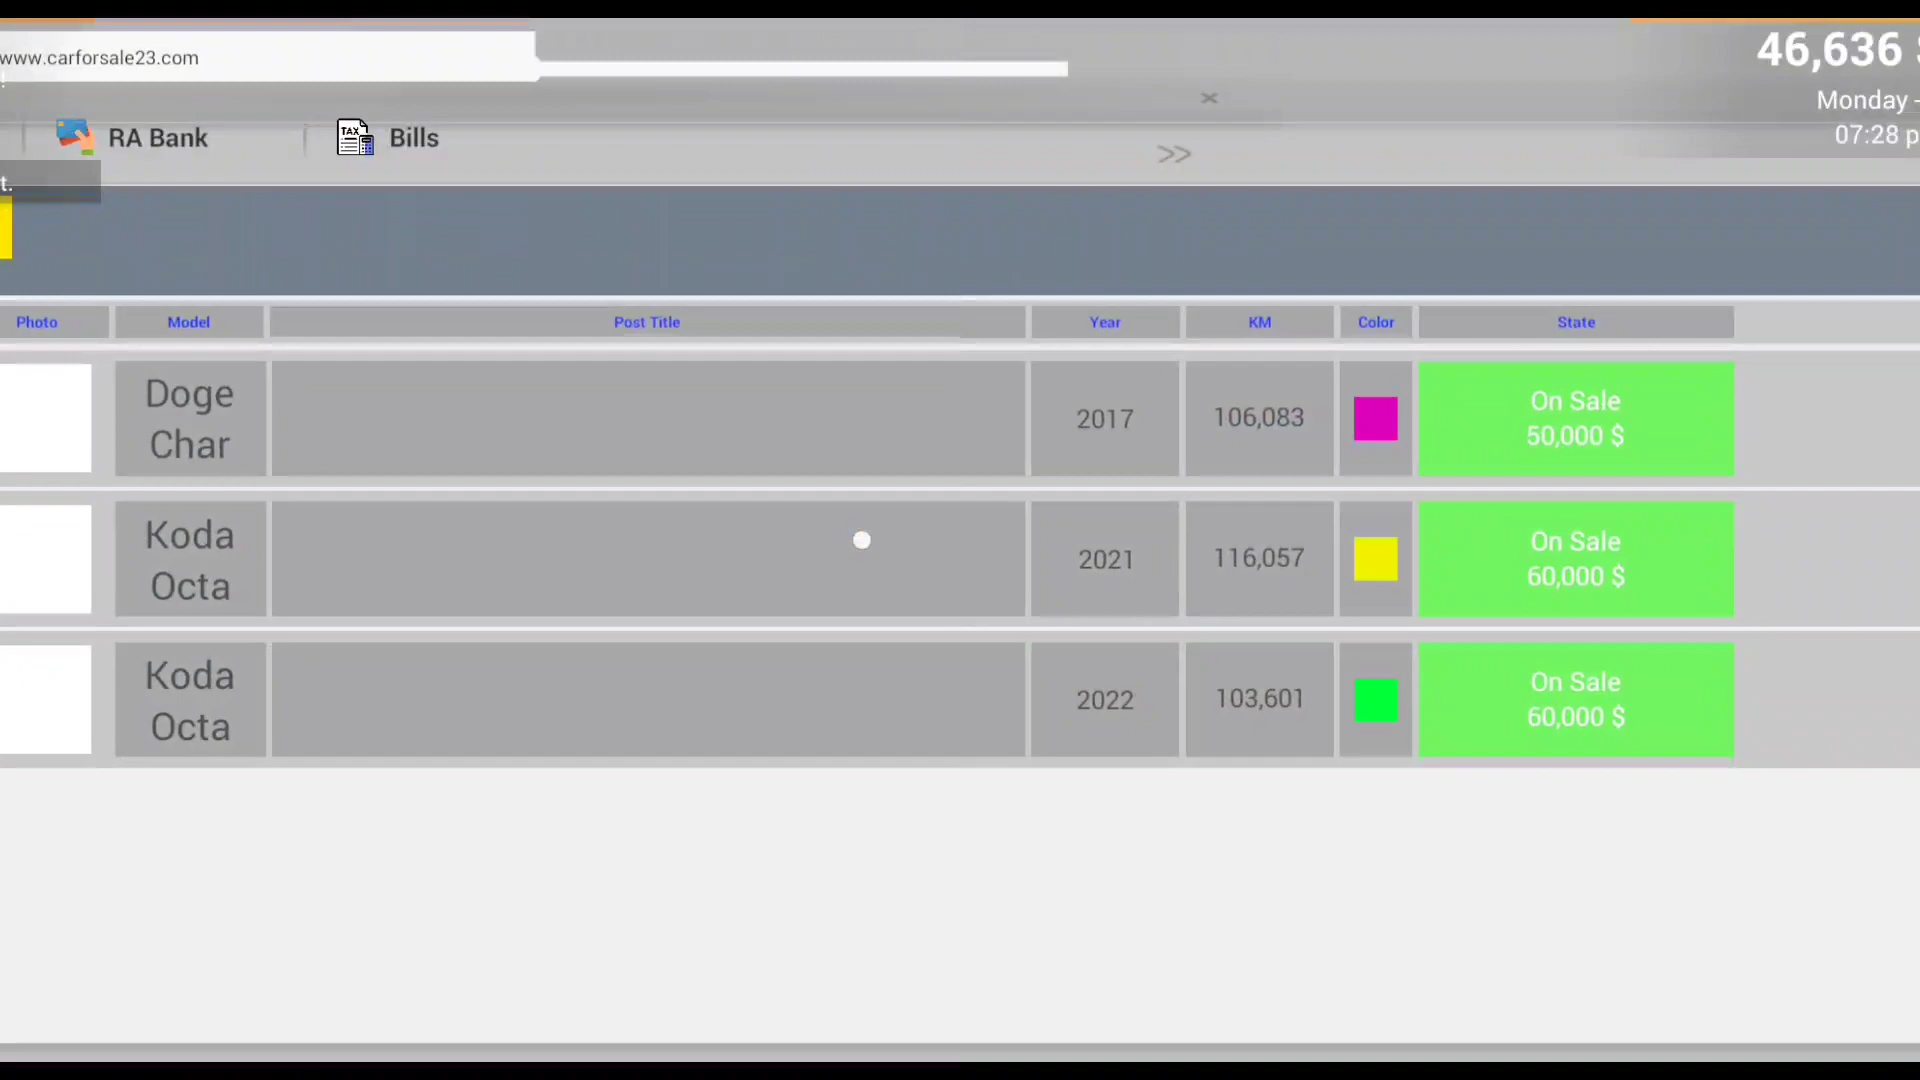 www.carforsale23.com
!
46,636
Monday -
07:28 p
RA Bank
TAX
Bills
>>
t.
Photo
Model
Post Title
Year
KM
Color
State
Doge
Char
2017
106,083
On Sale
50,000 $
Koda
Octa
2021
116,057
On Sale
60,000 $
Koda
Octa
2022
103,601
On Sale
60,000 $